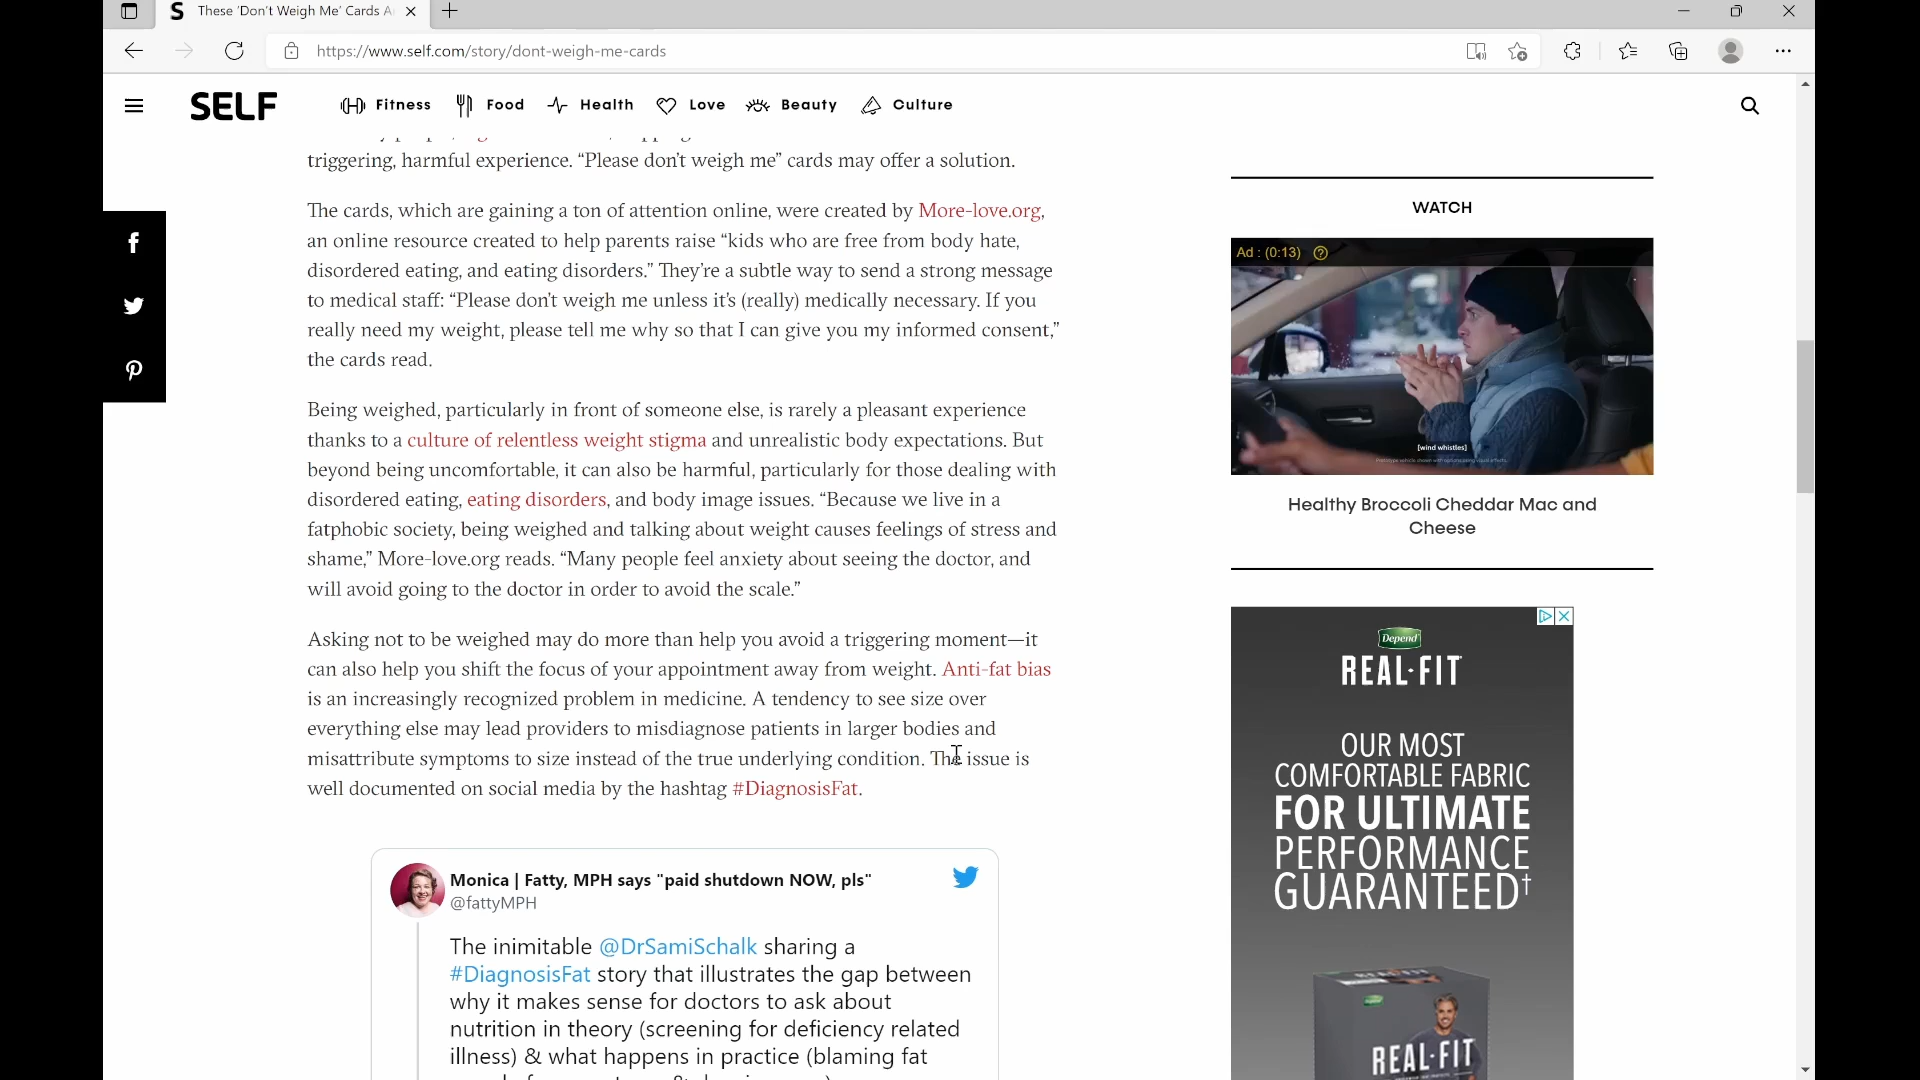 These 'Don't Weigh Me' Cards A
https://www.self.com/story/dont-weigh-me-cards
SELF
Fitness
Food
Health
Love
Beauty
Culture
triggering, harmful experience. “Please don’t weigh me” cards may offer a solution.
The cards, which are gaining a ton of attention online, were created by More-love.org,
an online resource created to help parents raise “kids who are free from body hate,
disordered eating, and eating disorders.” They’re a subtle way to send a strong message
to medical staff: “Please don’t weigh me unless it’s (really) medically necessary. If you
really need my weight, please tell me why so that I can give you my informed consent,”
the cards read.
Being weighed, particularly in front of someone else, is rarely a pleasant experience
thanks to a culture of relentless weight stigma and unrealistic body expectations. But
beyond being uncomfortable, it can also be harmful, particularly for those dealing with
disordered eating, eating disorders, and body image issues. “Because we live in a
fatphobic society, being weighed and talking about weight causes feelings of stress and
shame,” More-love.org reads. “Many people feel anxiety about seeing the doctor, and
will avoid going to the doctor in order to avoid the scale.”
Asking not to be weighed may do more than help you avoid a triggering moment—it
can also help you shift the focus of your appointment away from weight. Anti-fat bias
is an increasingly recognized problem in medicine. A tendency to see size over
everything else may lead providers to misdiagnose patients in larger bodies and
misattribute symptoms to size instead of the true underlying condition. The issue is
well documented on social media by the hashtag #DiagnosisFat.
Monica | Fatty, MPH says "paid shutdown NOW, pls"
@fattyMPH
The inimitable @DrSamiSchalk sharing a
#DiagnosisFat story that illustrates the gap between
why it makes sense for doctors to ask about
nutrition in theory (screening for deficiency related
illness) & what happens in practice (blaming fat
WATCH
Ad : (0:13)
[wind whistles]
Healthy Broccoli Cheddar Mac and
Cheese
Depend
REAL·FIT
OUR MOST
COMFORTABLE FABRIC
FOR ULTIMATE
PERFORMANCE
GUARANTEED†
REAL·FIT